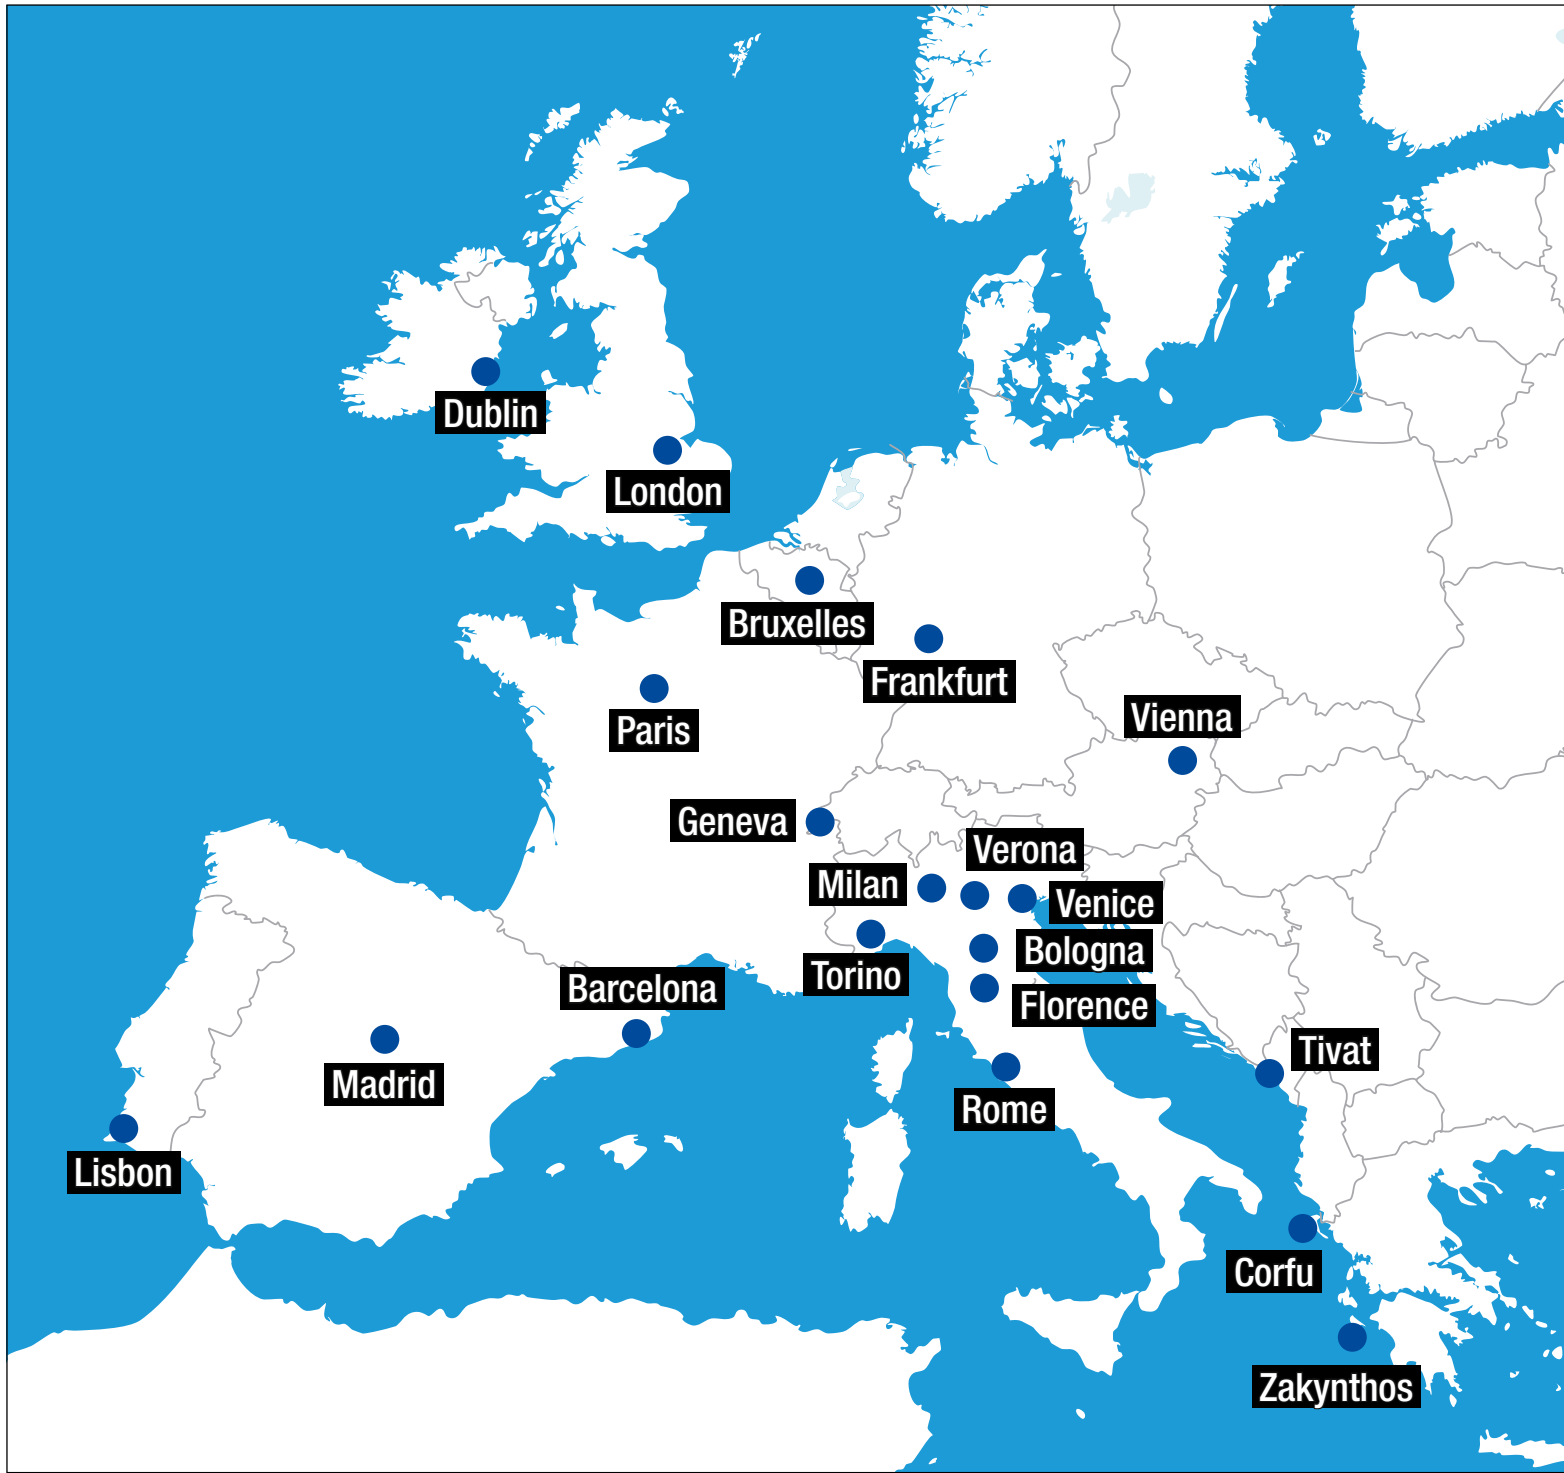 Dublin
London
Bruxelles
Frankfurt
Paris
Vienna
Geneva
Verona
Milan
Venice
Bologna
Torino
Barcelona
Florence
Tivat
Madrid
Rome
Lisbon
Corfu
Zakynthos